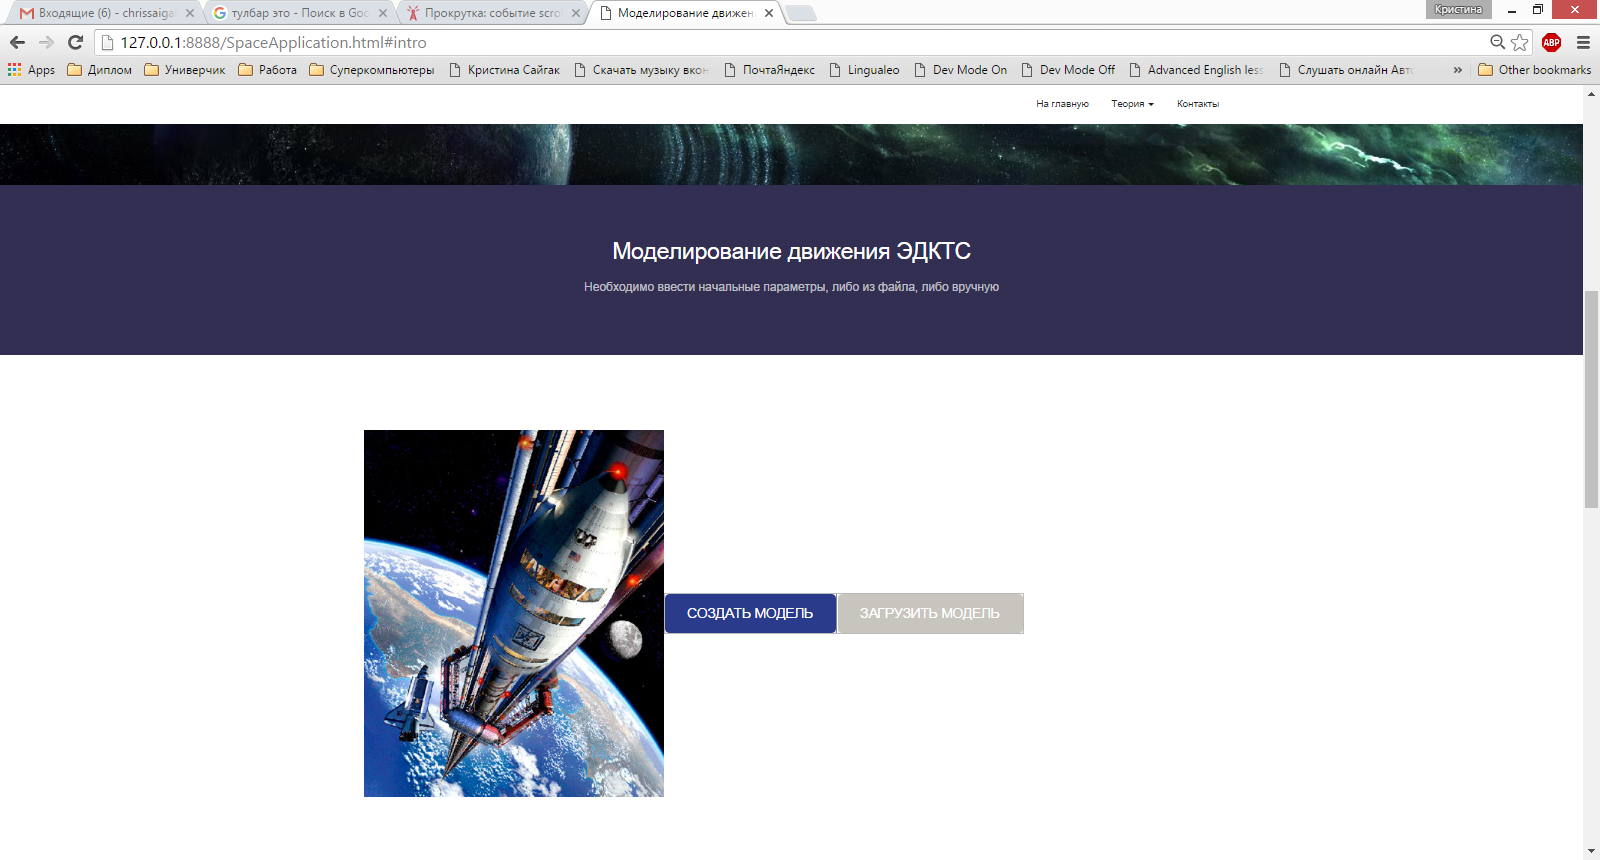 Входящие (6) - chrissaiga
тулбар это - Поиск в Goo
Прокрутка: событие scro
Моделирование движен
Кристина
127.0.0.1:8888/SpaceApplication.html#intro
ABP
Apps Диплом Универчик Работа Суперкомпьютеры Кристина Сайгак Скачать музыку вкон ПочтаЯндекс Lingualeo Dev Mode On Dev Mode Off Advanced English less Слушать онлайн Авто » Other bookmarks
На главную Теория Контакты
Моделирование движения ЭДКТС
Необходимо ввести начальные параметры, либо из файла, либо вручную
СОЗДАТЬ МОДЕЛЬ ЗАГРУЗИТЬ МОДЕЛЬ